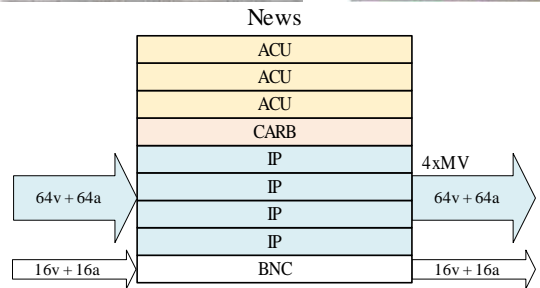 News
ACU
ACU
ACU
CARB
IP
4xMV
IP
64v + 64a
64v + 64a
IP
IP
16v + 16a
BNC
16v + 16a